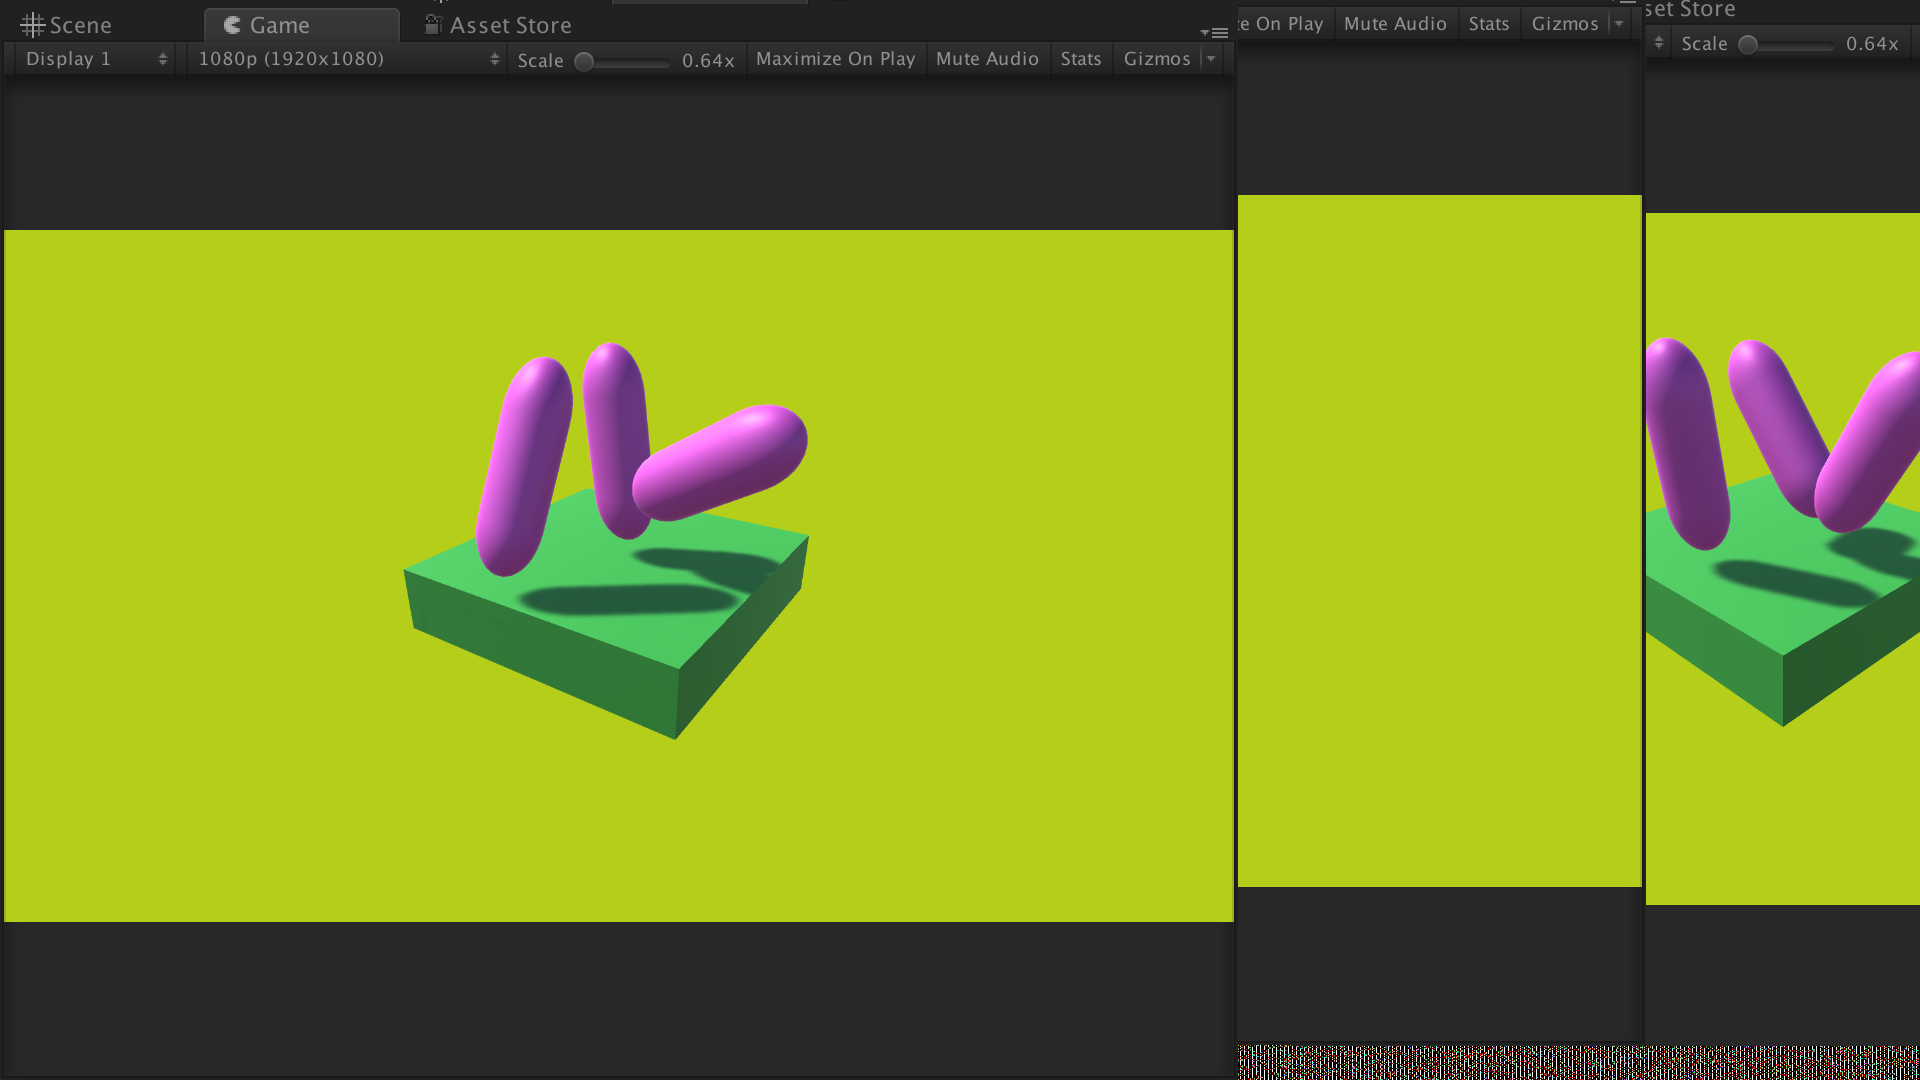 Scene Game Asset Store
Display 1 1080p (1920x1080) Scale 0.64x Maximize On Play Mute Audio Stats Gizmos
On Play Mute Audio Stats Gizmos
Store
Scale 0.64x